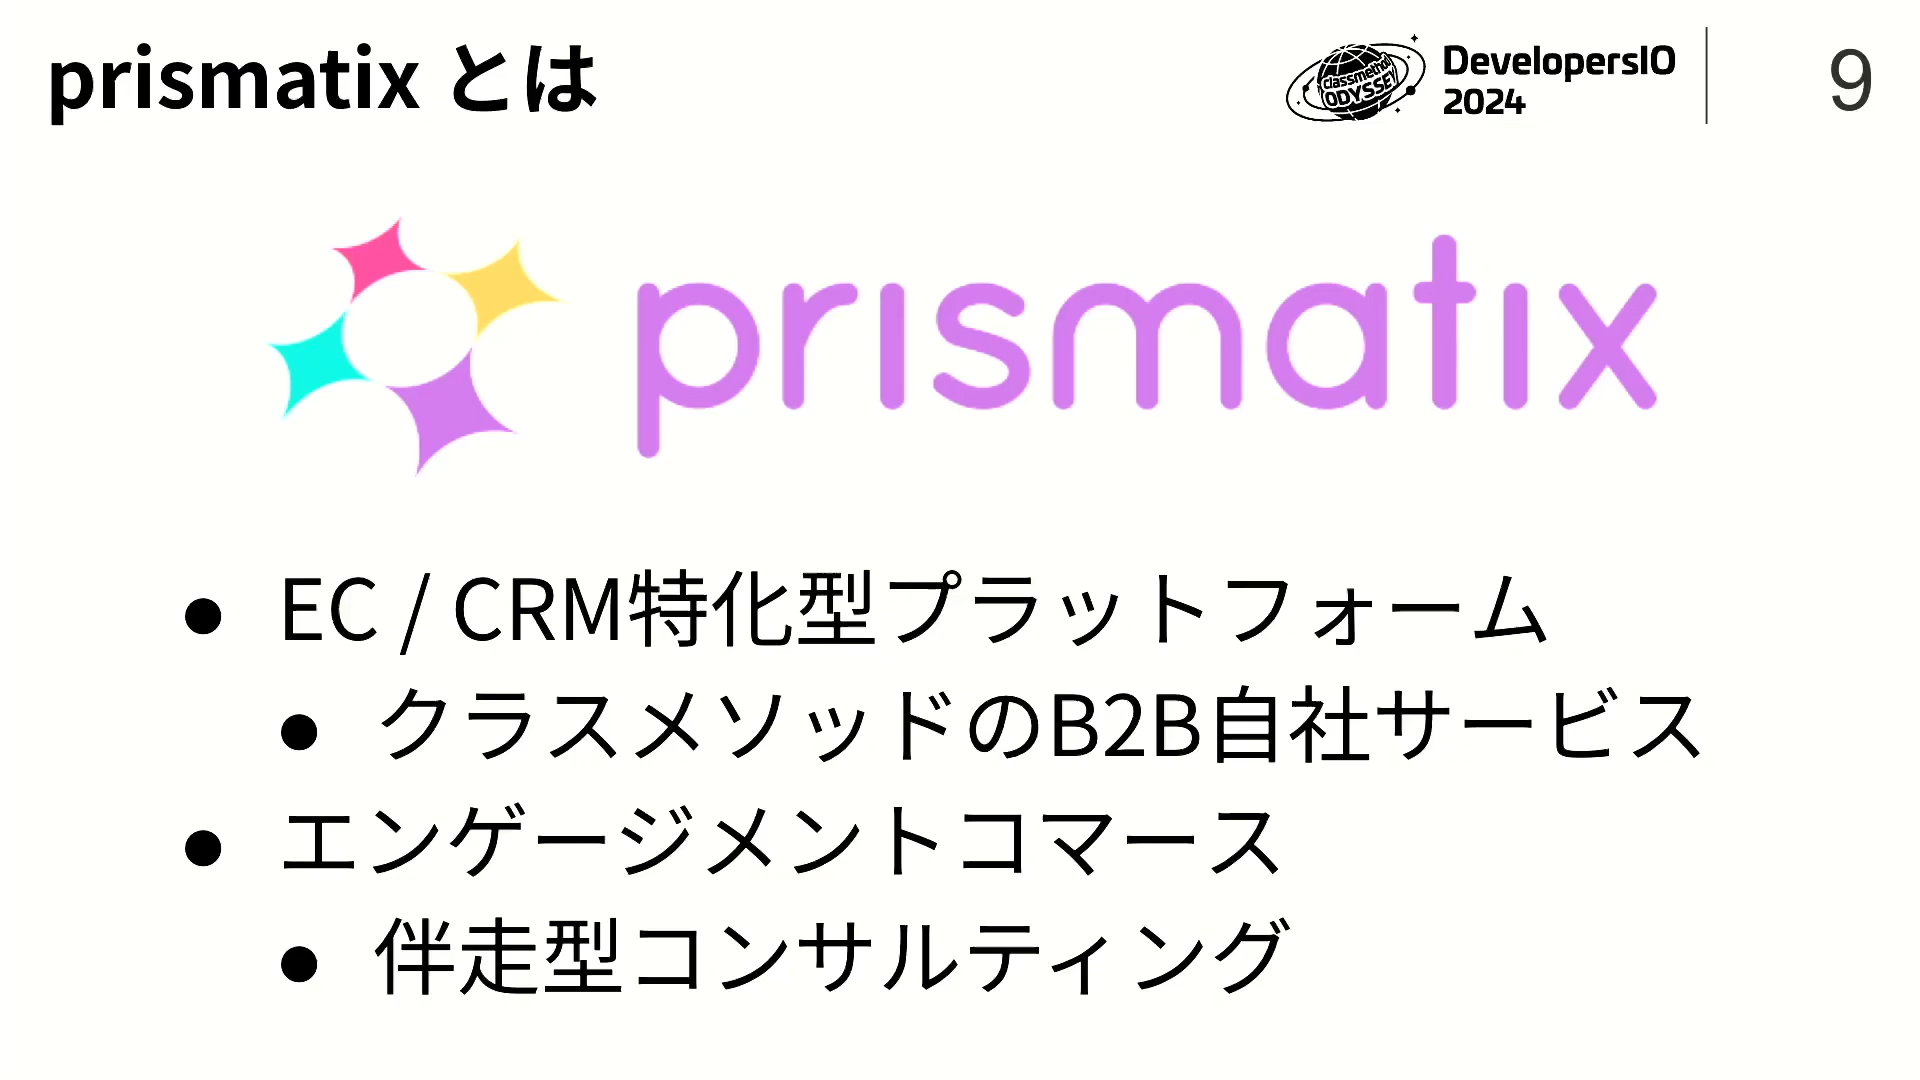 prismatix とは
classmethod
ODYSSEY
DevelopersIO
2024
9
prismatix
● EC / CRM特化型プラットフォーム
● クラスメソッドのB2B自社サービス
● エンゲージメントコマース
● 伴走型コンサルティング